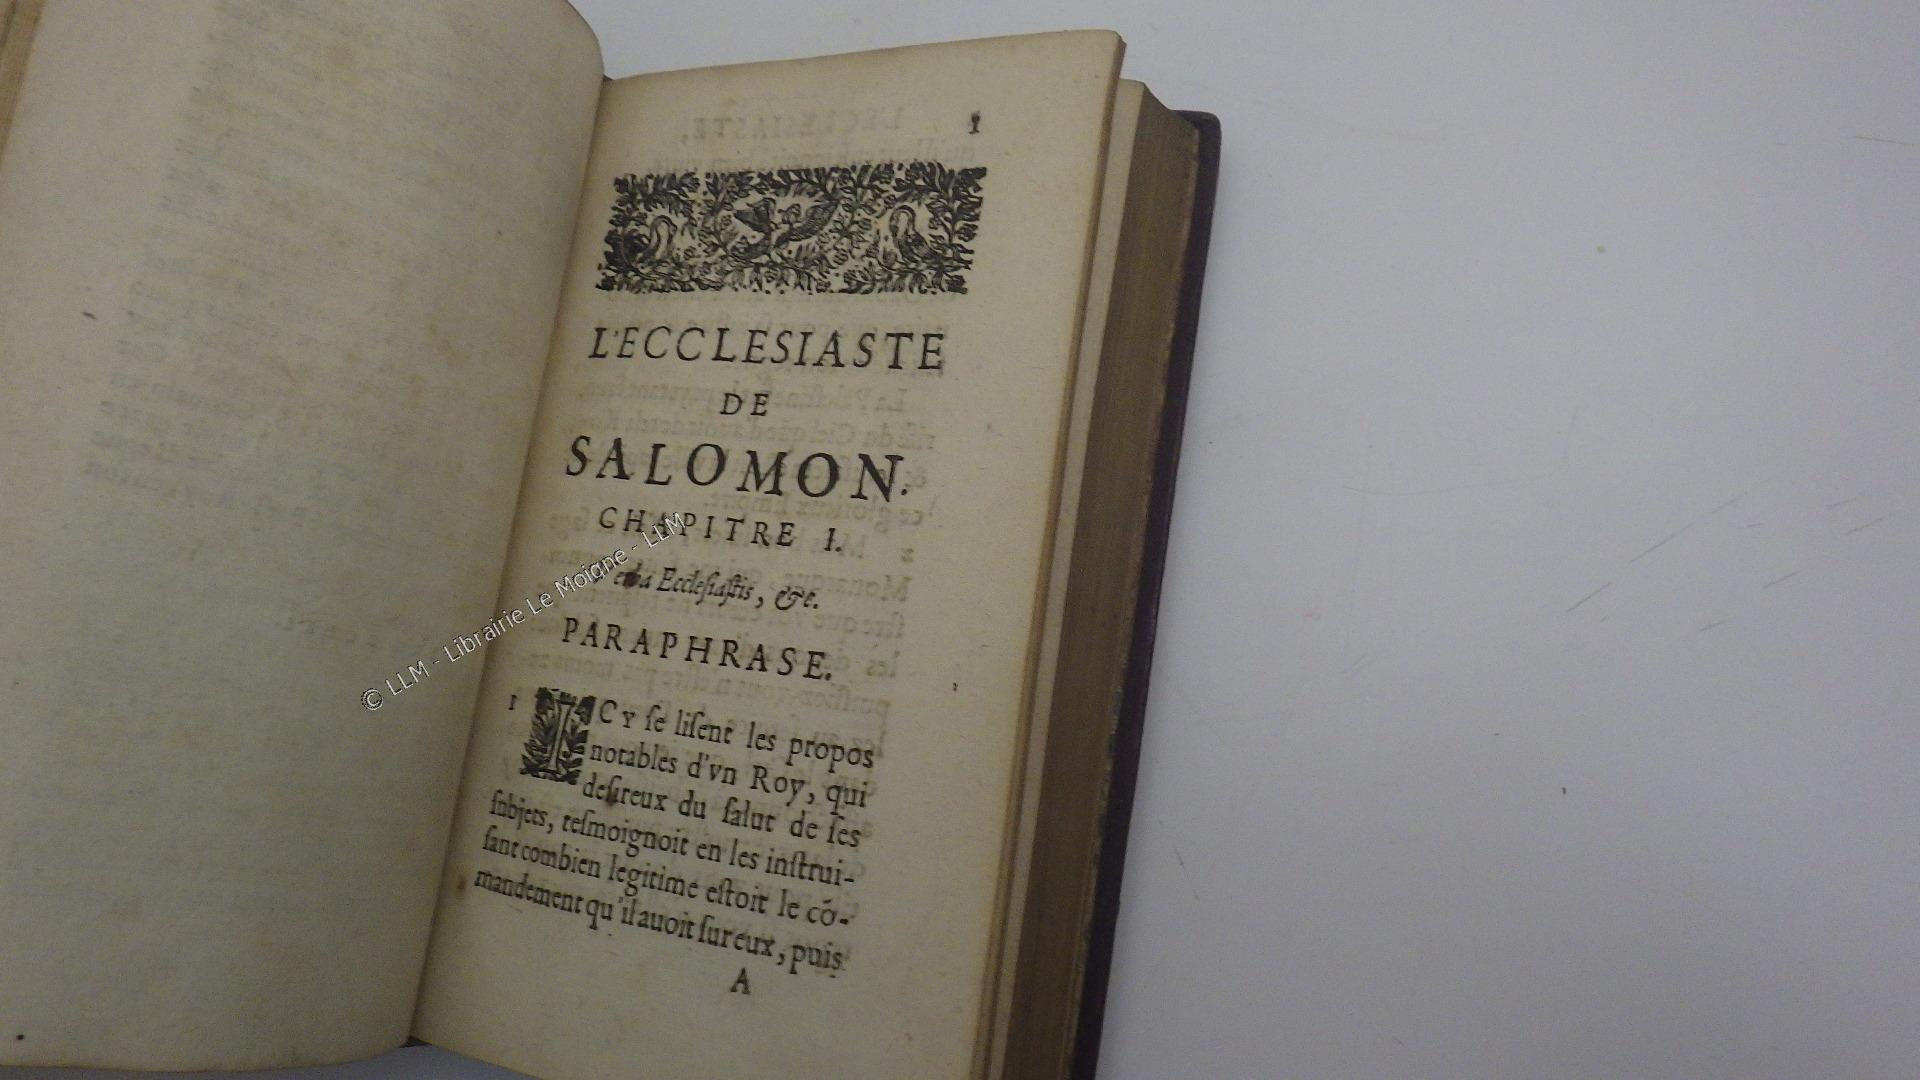 1
L'ECCLESIASTE
DE
SALOMON.
CHAPITRE I.
Verba Ecclesiastis, &c.
PARAPHRASE.
1 ICY ſe liſent les propos
notables d'vn Roy, qui
deſireux du ſalut de ſes
ſubjets, teſmoignoit en les inſtrui-
ſant combien legitime eſtoit le cõ-
mandement qu'il auoit ſur eux, puis
A
© LLM - Librairie Le Moigne - LLM